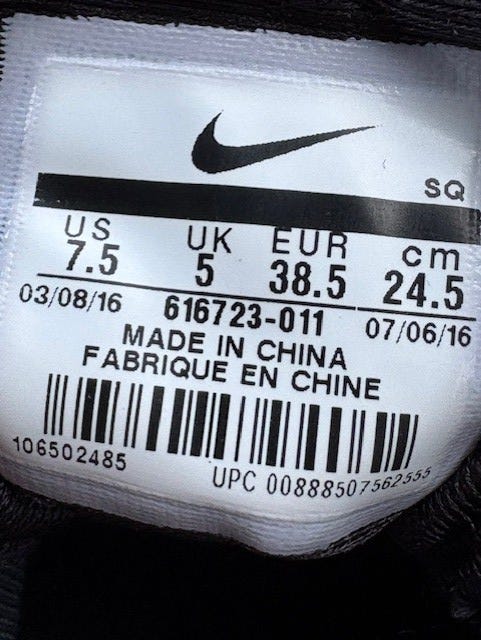 SQ
US UK EUR cm
7.5 5 38.5 24.5
03/08/16 616723-011 07/06/16
MADE IN CHINA
FABRIQUE EN CHINE
106502485
UPC 00888507562555